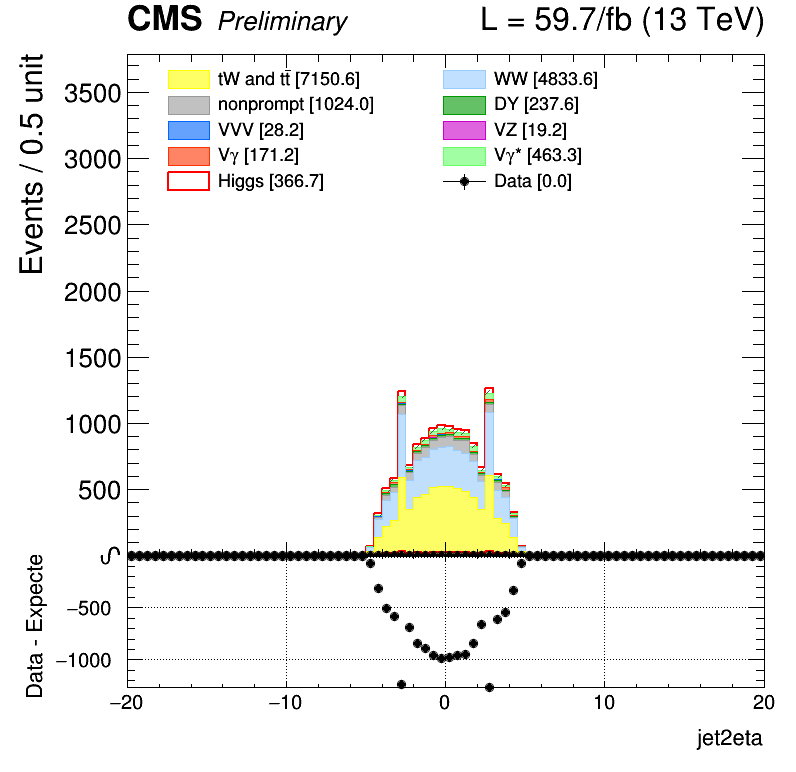 CMS Preliminary L = 59.7/fb (13 TeV)
Events / 0.5 unit
3500
3000
2500
2000
1500
1000
500
0
tW and tt̄ [7150.6]
WW [4833.6]
nonprompt [1024.0]
DY [237.6]
VVV [28.2]
VZ [19.2]
Vγ [171.2]
Vγ* [463.3]
Higgs [366.7]
Data [0.0]
Data - Expecte
−500
−1000
−20 −10 0 10 20
jet2eta